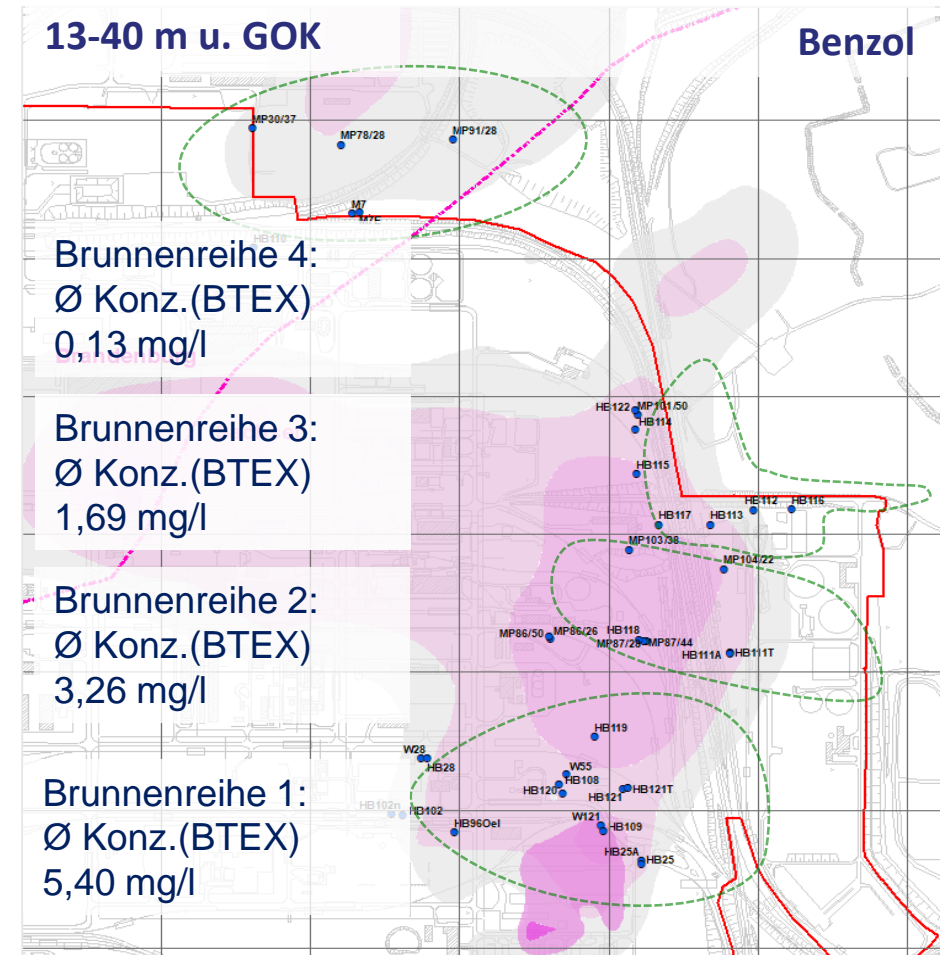 13-40 m u. GOK
Benzol
MP30/37
MP78/28
MP91/28
M7
HB110
Brunnenreihe 4:
Ø Konz.(BTEX)
0,13 mg/l
Brandenburg
Brunnenreihe 3:
Ø Konz.(BTEX)
1,69 mg/l
HE122
MP101/50
HB114
HB115
HB117
HB113
HE112
HB116
MP103/38
MP104/22
Brunnenreihe 2:
Ø Konz.(BTEX)
3,26 mg/l
MP86/50
MP86/26
HB118
MP87/28
MP87/44
HB111A
HB111T
HB119
W28
HB28
W55
HB108
HB120
HB121
HB121T
Brunnenreihe 1:
Ø Konz.(BTEX)
5,40 mg/l
HB102n
HB102
HB96Oel
W121
HB109
HB25A
HB25